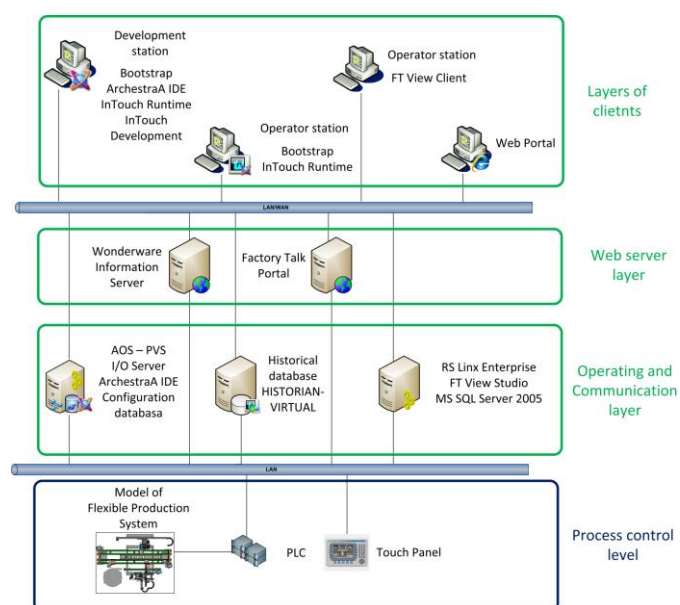 Development
station
Bootstrap
ArchestraA IDE
InTouch Runtime
InTouch
Development
Operator station
FT View Client
Operator station
Bootstrap
InTouch Runtime
Web Portal
Layers of
clietnts
LAN/WAN
Wonderware
Information
Server
Factory Talk
Portal
Web server
layer
AOS – PVS
I/O Server
ArchestraA IDE
Configuration
databasa
Historical
database
HISTORIAN-
VIRTUAL
RS Linx Enterprise
FT View Studio
MS SQL Server 2005
Operating and
Communication
layer
LAN
Model of
Flexible Production
System
PLC
Touch Panel
Process control
level